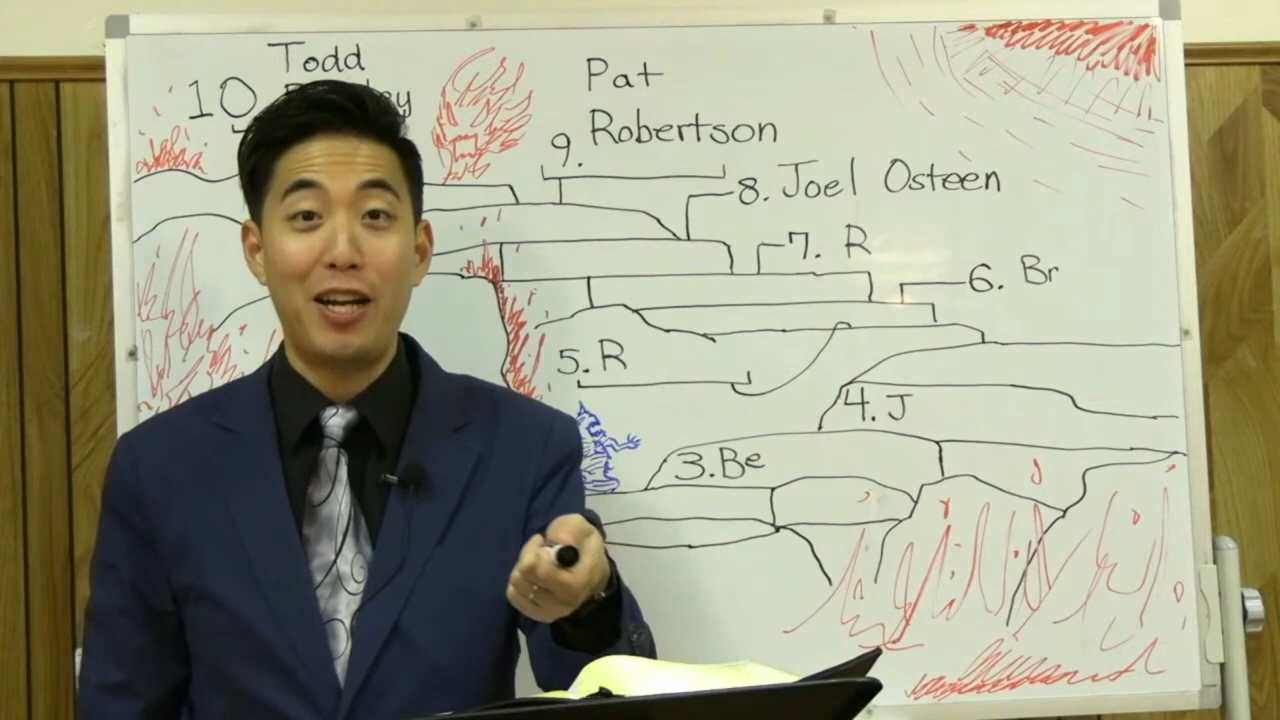 Todd
10
Pat
Robertson
9.
8. Joel Osteen
7. R
6. Br
5. R
4. J
3. Be